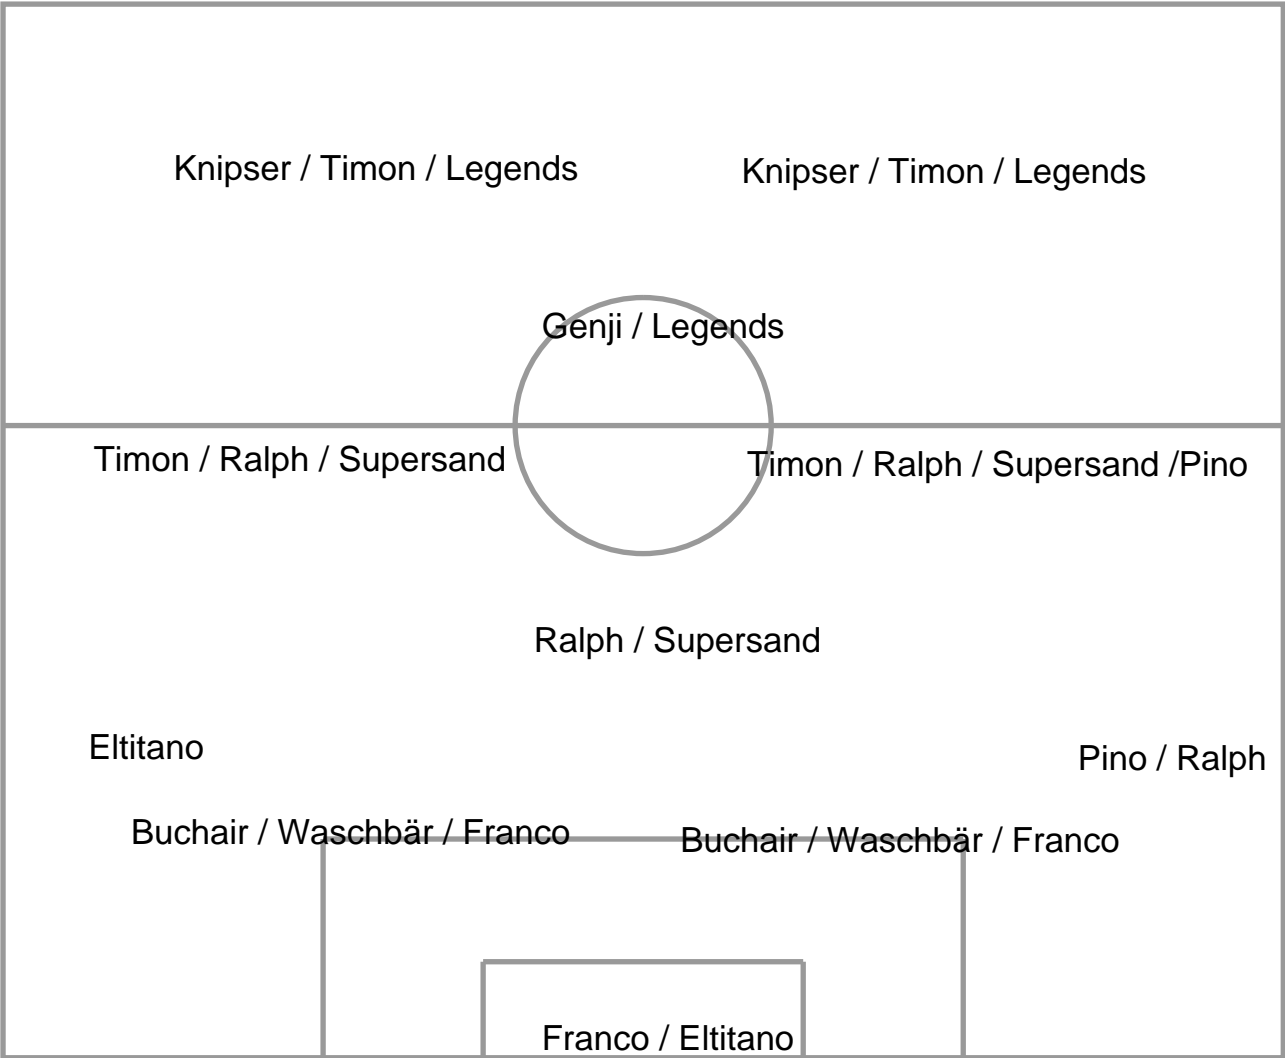 Knipser / Timon / Legends
Knipser / Timon / Legends
Genji / Legends
Timon / Ralph / Supersand
Timon / Ralph / Supersand /Pino
Ralph / Supersand
Eltitano
Pino / Ralph
Buchair / Waschbär / Franco
Buchair / Waschbär / Franco
Franco / Eltitano